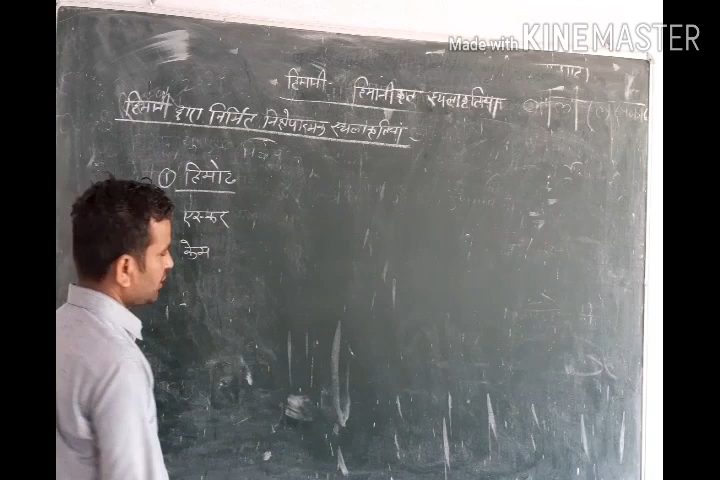 Made with KINEMASTER
हिमानी- हिमानीकृत स्थलाकृतियां
हिमानी द्वारा निर्मित निक्षेपात्मक स्थलाकृतियां-
① हिमोढ
एस्कर
केम